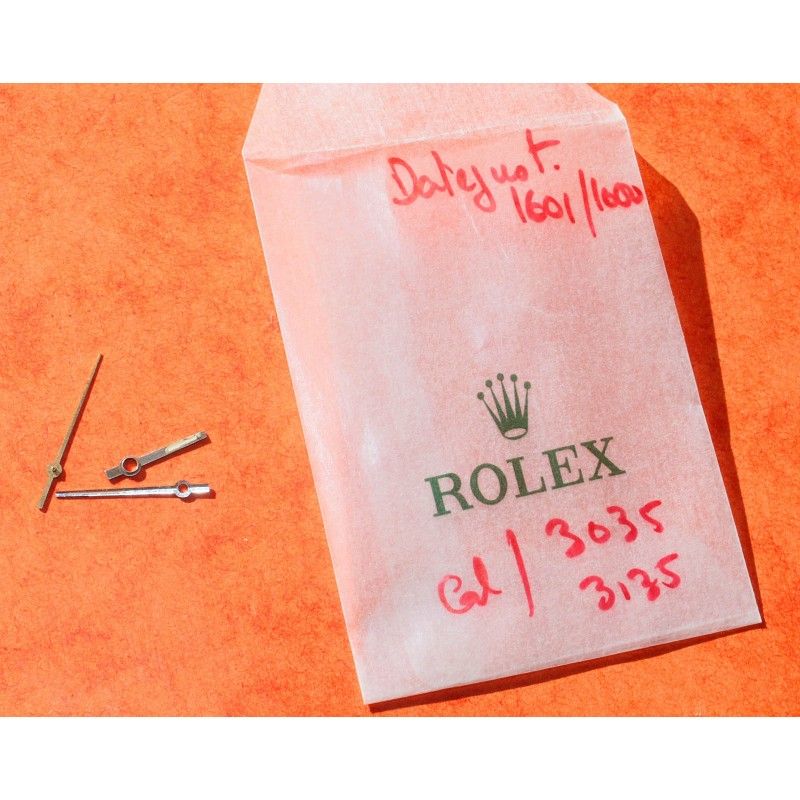 Datejust.
1601/1600
ROLEX
Cal / 3035
3135